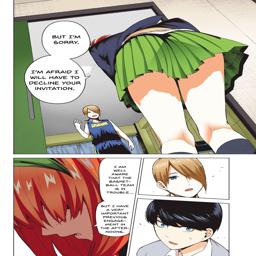 BUT I'M
SORRY.
I'M AFRAID I
WILL HAVE TO
DECLINE YOUR
INVITATION.
I AM
WELL
AWARE
THAT THE
BASKET-
BALL TEAM
IS IN
TROUBLE.
BUT I
HAVE A
VERY
IMPORTANT
PREVIOUS
ENGAGE-
MENT IN
THE AFTER-
NOONS.